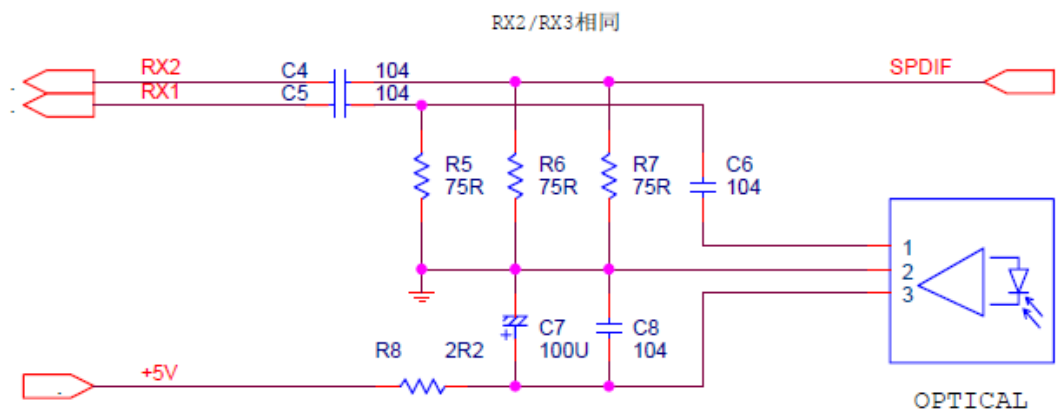 RX2/RX3相同
RX2 C4 104 SPDIF
RX1 C5 104
R5 R6 R7 C6
75R 75R 75R 104
1
2
3
C7 C8
R8 2R2 100U 104
+5V
+
OPTICAL